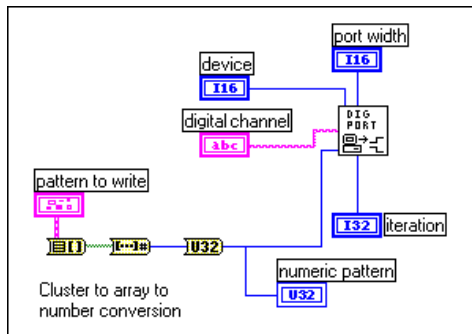 port width
I16
device
I16
DIG
PORT
digital channel
abc
pattern to write
[]
[...]#
U32
I32
iteration
numeric pattern
U32
Cluster to array to
number conversion